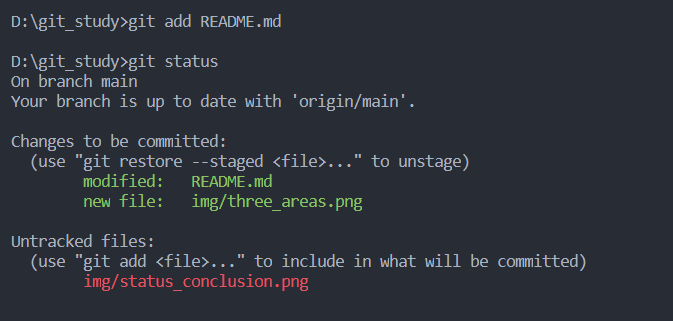 D:\git_study>git add README.md
D:\git_study>git status
On branch main
Your branch is up to date with 'origin/main'.
Changes to be committed:
  (use "git restore --staged <file>..." to unstage)
        modified:   README.md
        new file:   img/three_areas.png
Untracked files:
  (use "git add <file>..." to include in what will be committed)
        img/status_conclusion.png